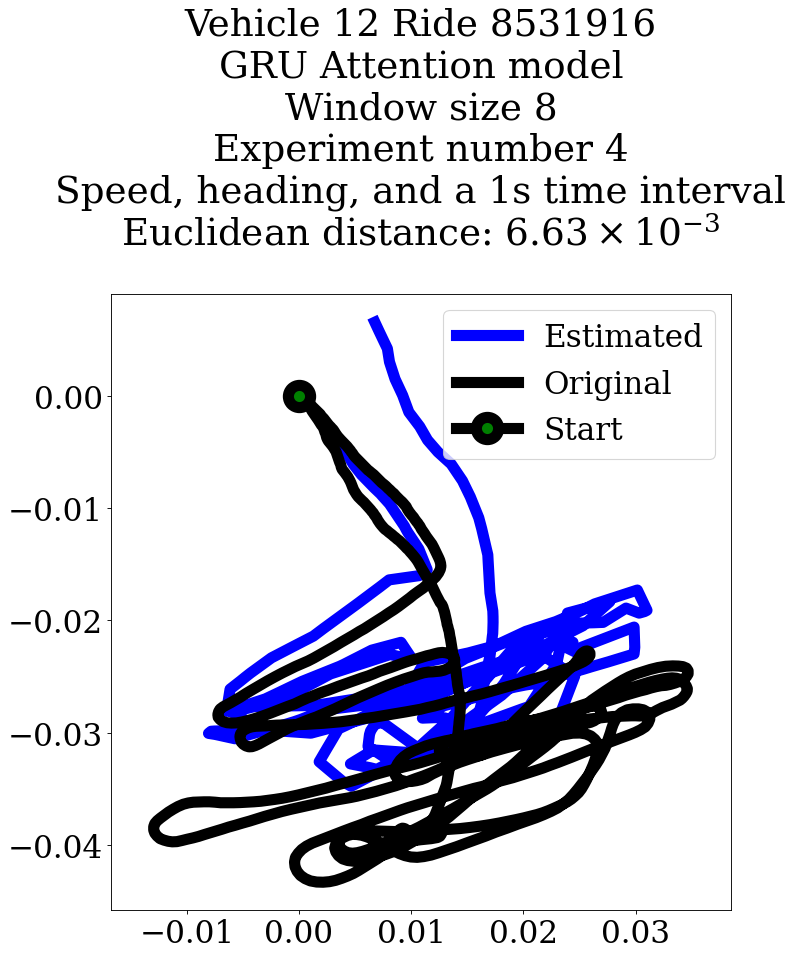 Vehicle 12 Ride 8531916
GRU Attention model
Window size 8
Experiment number 4
Speed, heading, and a 1s time interval
Euclidean distance: 6.63 × 10⁻³
Estimated
Original
Start
0.00
−0.01
−0.02
−0.03
−0.04
−0.01 0.00 0.01 0.02 0.03